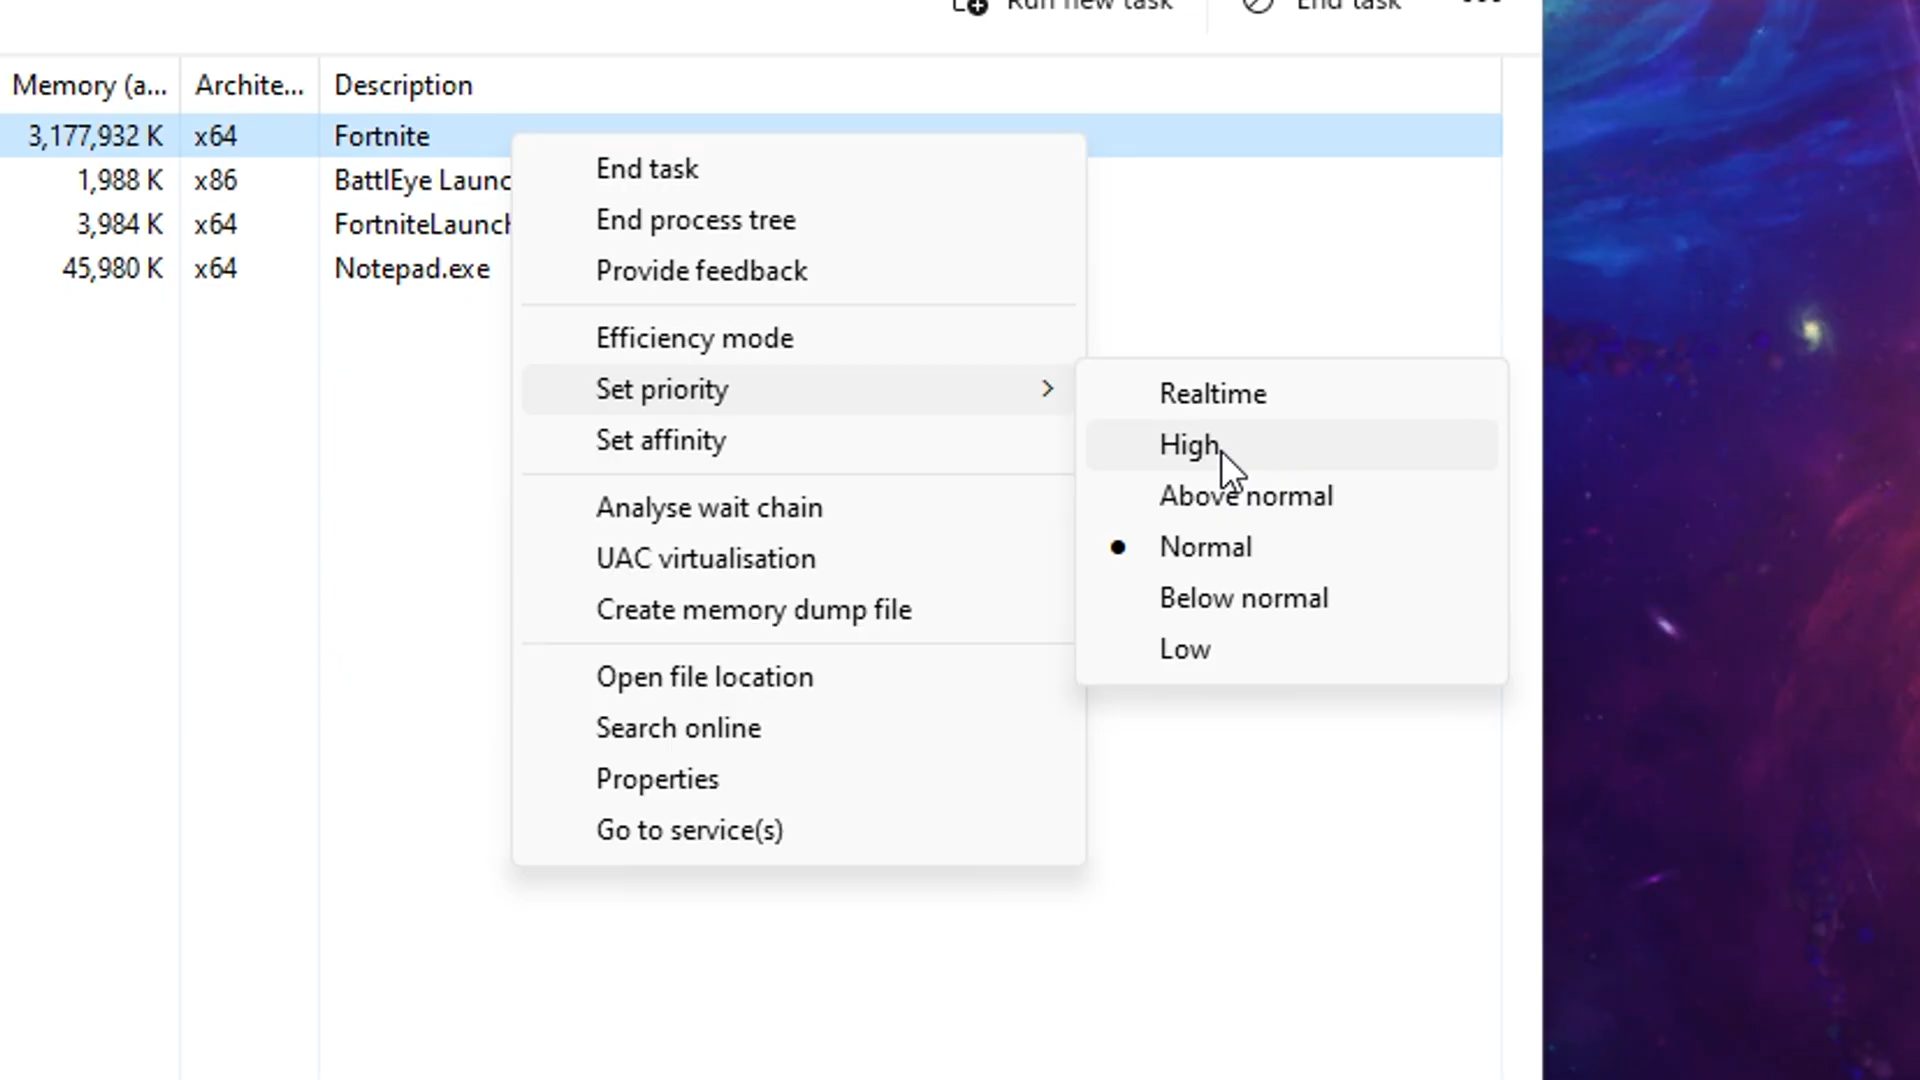 Run new task
End task
Memory (a...
Archite...
Description
3,177,932 K
x64
Fortnite
1,988 K
x86
BattlEye Launc
3,984 K
x64
FortniteLaunch
45,980 K
x64
Notepad.exe
End task
End process tree
Provide feedback
Efficiency mode
Set priority
Set affinity
Analyse wait chain
UAC virtualisation
Create memory dump file
Open file location
Search online
Properties
Go to service(s)
Realtime
High
Above normal
Normal
Below normal
Low